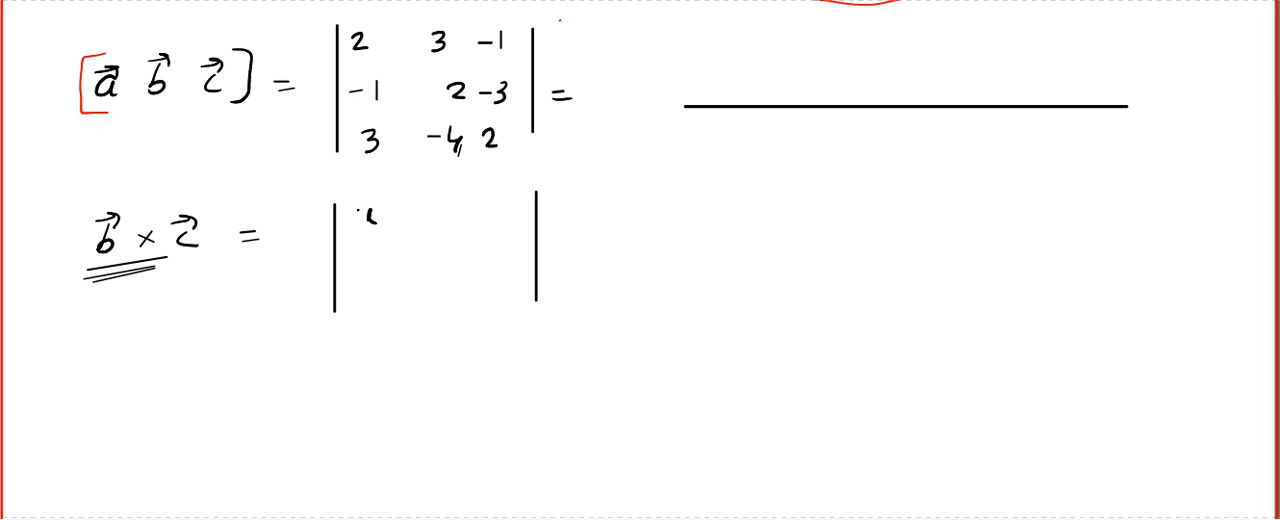 [a⃗ b⃗ c⃗] = | 2 3 -1 | =
| -1 2 -3 |
| 3 -4 2 |
b⃗ × c⃗ = | i |